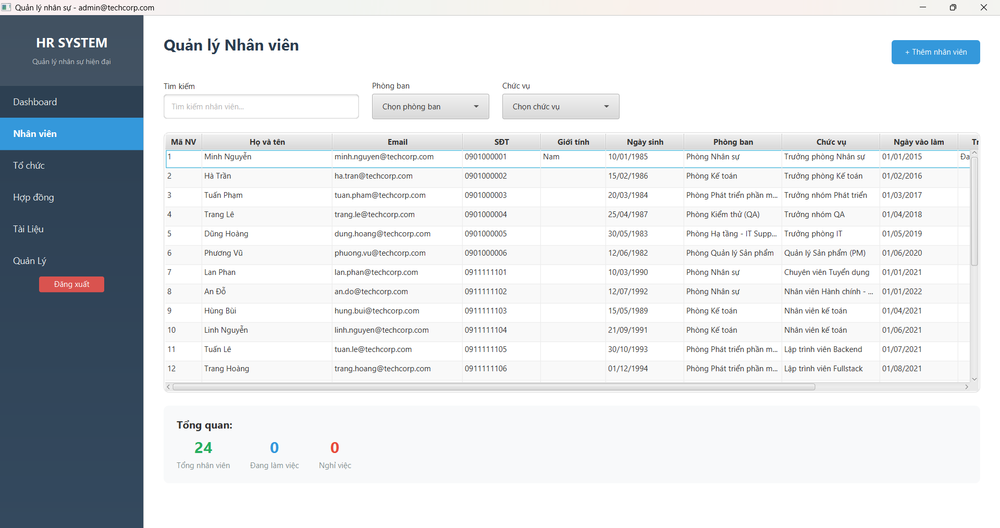 Quản lý nhân sự - admin@techcorp.com
HR SYSTEM
Quản lý nhân sự hiện đại
Dashboard
Nhân viên
Tổ chức
Hợp đồng
Tài Liệu
Quản Lý
Đăng xuất
Quản lý Nhân viên
+ Thêm nhân viên
Tìm kiếm Phòng ban Chức vụ
Tìm kiếm nhân viên... Chọn phòng ban Chọn chức vụ
Mã NV Họ và tên Email SĐT Giới tính Ngày sinh Phòng ban Chức vụ Ngày vào làm Tr
1 Minh Nguyễn minh.nguyen@techcorp.com 0901000001 Nam 10/01/1985 Phòng Nhân sự Trưởng phòng Nhân sự 01/01/2015 Đa
2 Hà Trần ha.tran@techcorp.com 0901000002 15/02/1986 Phòng Kế toán Trưởng phòng Kế toán 01/02/2016
3 Tuấn Phạm tuan.pham@techcorp.com 0901000003 20/03/1984 Phòng Phát triển phần m... Trưởng nhóm Phát triển 01/03/2017
4 Trang Lê trang.le@techcorp.com 0901000004 25/04/1987 Phòng Kiểm thử (QA) Trưởng nhóm QA 01/04/2018
5 Dũng Hoàng dung.hoang@techcorp.com 0901000005 30/05/1983 Phòng Hạ tầng - IT Supp... Trưởng phòng IT 01/05/2019
6 Phương Vũ phuong.vu@techcorp.com 0901000006 12/06/1982 Phòng Quản lý Sản phẩm Quản lý Sản phẩm (PM) 01/06/2020
7 Lan Phan lan.phan@techcorp.com 0911111101 10/03/1990 Phòng Nhân sự Chuyên viên Tuyển dụng 01/01/2021
8 An Đỗ an.do@techcorp.com 0911111102 12/07/1992 Phòng Nhân sự Nhân viên Hành chính - ... 01/01/2022
9 Hùng Bùi hung.bui@techcorp.com 0911111103 15/05/1989 Phòng Kế toán Nhân viên kế toán 01/04/2021
10 Linh Nguyễn linh.nguyen@techcorp.com 0911111104 21/09/1991 Phòng Kế toán Nhân viên kế toán 01/06/2021
11 Tuấn Lê tuan.le@techcorp.com 0911111105 30/10/1993 Phòng Phát triển phần m... Lập trình viên Backend 01/07/2021
12 Trang Hoàng trang.hoang@techcorp.com 0911111106 01/12/1994 Phòng Phát triển phần m... Lập trình viên Fullstack 01/08/2021
Tổng quan:
24 0 0
Tổng nhân viên Đang làm việc Nghỉ việc